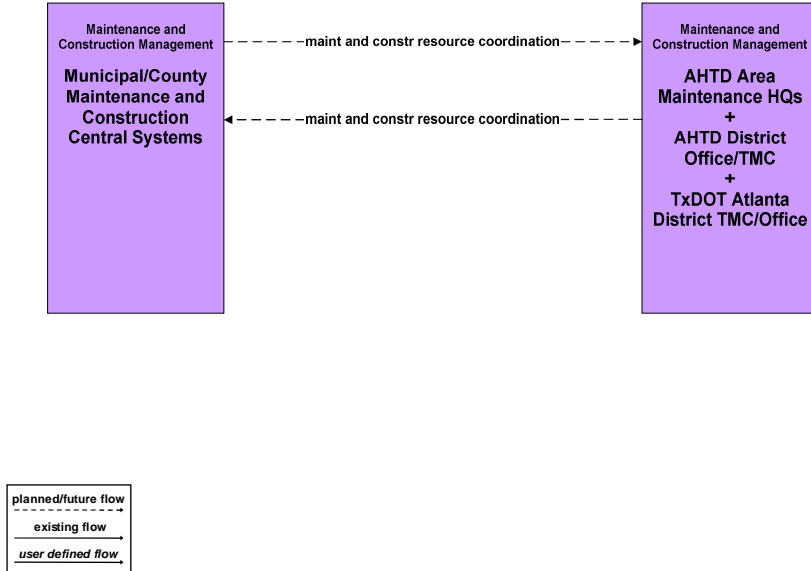 Maintenance and
Construction Management
Municipal/County
Maintenance and
Construction
Central Systems
maint and constr resource coordination
maint and constr resource coordination
Maintenance and
Construction Management
AHTD Area
Maintenance HQs
+
AHTD District
Office/TMC
+
TxDOT Atlanta
District TMC/Office
planned/future flow
existing flow
user defined flow